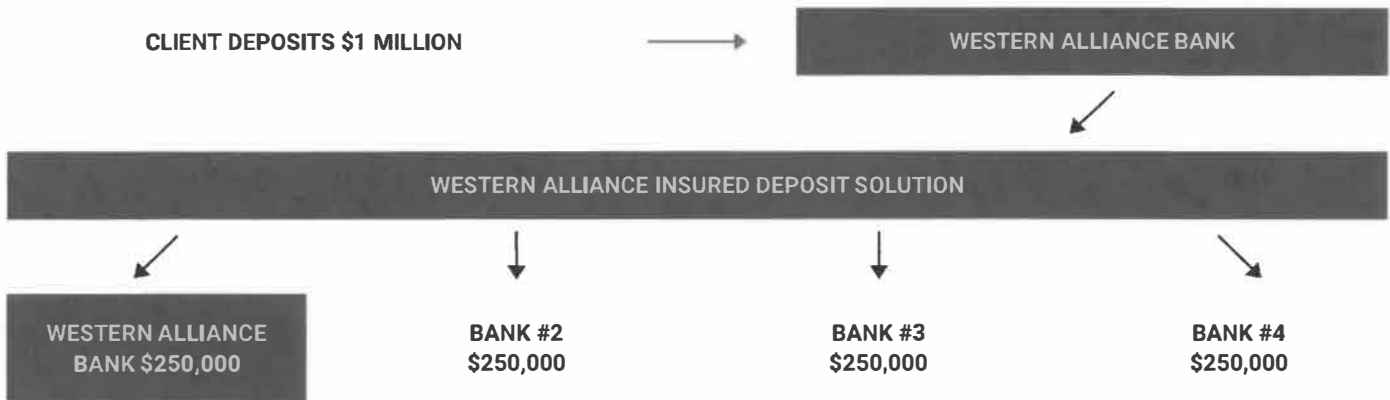 CLIENT DEPOSITS $1 MILLION
WESTERN ALLIANCE BANK
WESTERN ALLIANCE INSURED DEPOSIT SOLUTION
WESTERN ALLIANCE
BANK $250,000
BANK #2
$250,000
BANK #3
$250,000
BANK #4
$250,000